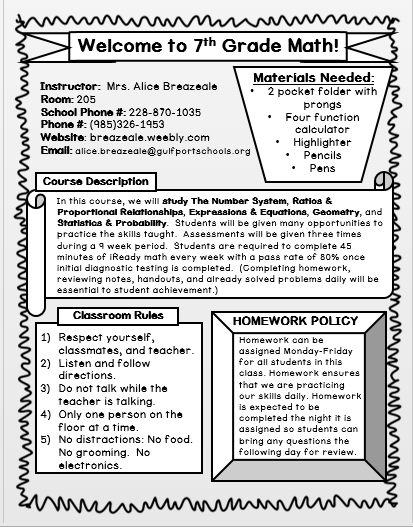 Welcome to 7th Grade Math!
Instructor: Mrs. Alice Breazeale
Room: 205
School Phone #: 228-870-1035
Phone #: (985)326-1953
Website: breazeale.weebly.com
Email: alice.breazeale@gulfportschools.org
Materials Needed:
• 2 pocket folder with
prongs
• Four function
calculator
• Highlighter
• Pencils
• Pens
Course Description
In this course, we will study The Number System, Ratios &
Proportional Relationships, Expressions & Equations, Geometry, and
Statistics & Probability. Students will be given many opportunities to
practice the skills taught. Assessments will be given three times
during a 9 week period. Students are required to complete 45
minutes of iReady math every week with a pass rate of 80% once
initial diagnostic testing is completed. (Completing homework,
reviewing notes, handouts, and already solved problems daily will be
essential to student achievement.)
Classroom Rules
1) Respect yourself,
classmates, and teacher.
2) Listen and follow
directions.
3) Do not talk while the
teacher is talking.
4) Only one person on the
floor at a time.
5) No distractions: No food.
No grooming. No
electronics.
HOMEWORK POLICY
Homework can be
assigned Monday-Friday
for all students in this
class. Homework ensures
that we are practicing
our skills daily. Homework
is expected to be
completed the night it is
assigned so students can
bring any questions the
following day for review.